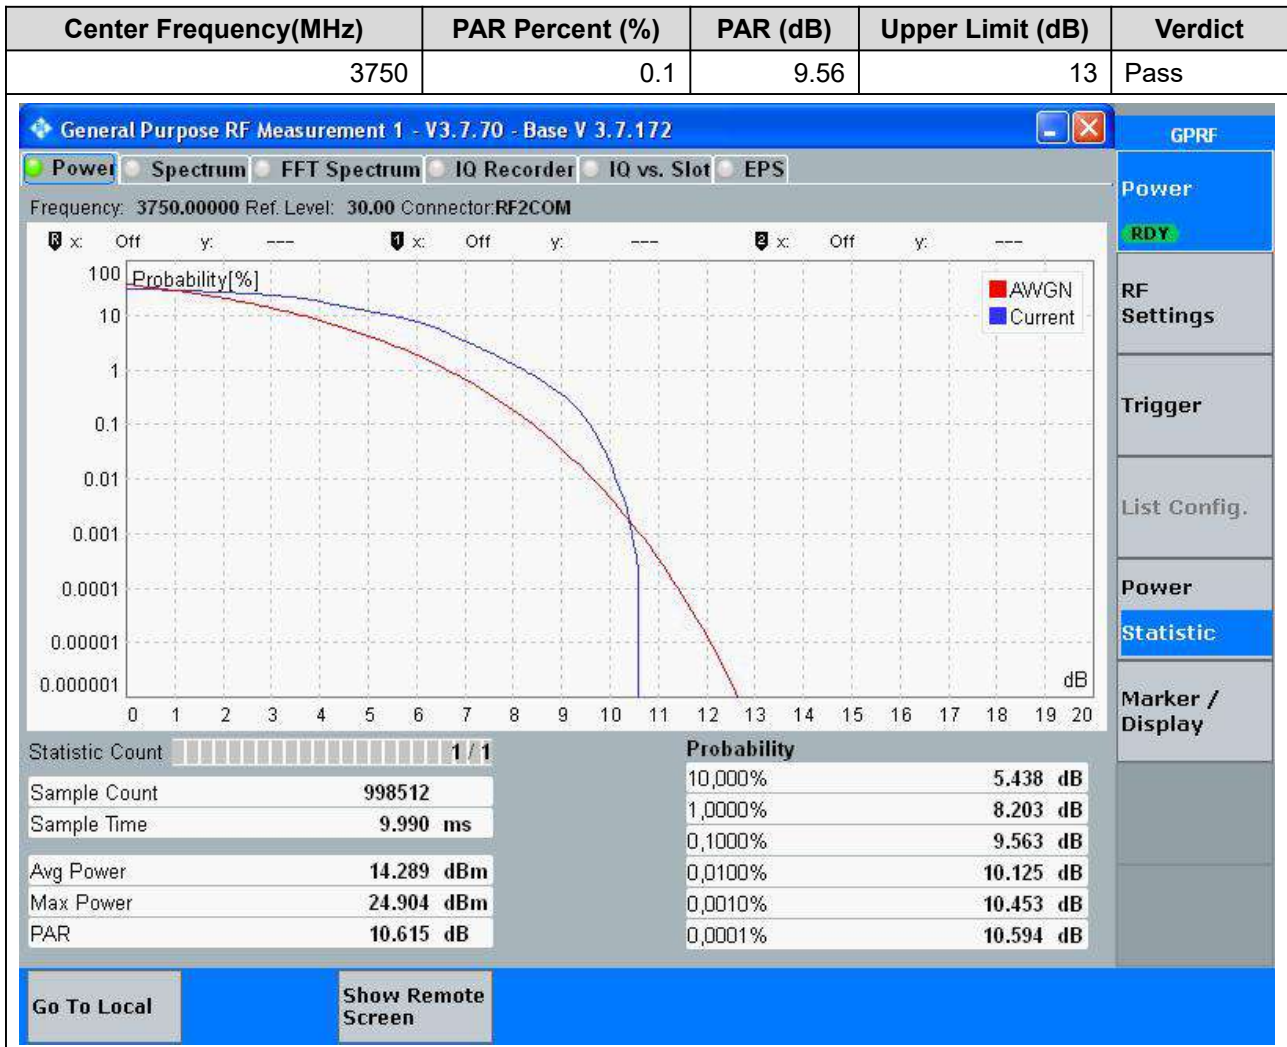 Center Frequency(MHz) PAR Percent (%) PAR (dB) Upper Limit (dB) Verdict
3750 0.1 9.56 13 Pass
General Purpose RF Measurement 1 - V3.7.70 - Base V 3.7.172
GPRF
Power Spectrum FFT Spectrum IQ Recorder IQ vs. Slot EPS
Frequency: 3750.00000 Ref. Level: 30.00 Connector:RF2COM
R x: Off y: --- 1 x: Off y: --- 2 x: Off y: ---
Probability[%]
100
10
1
0.1
0.01
0.001
0.0001
0.00001
0.000001
AWGN
Current
dB
0 1 2 3 4 5 6 7 8 9 10 11 12 13 14 15 16 17 18 19 20
Power
RDY
RF
Settings
Trigger
List Config.
Power
Statistic
Marker /
Display
Statistic Count 1 / 1
Sample Count 998512
Sample Time 9.990 ms
Avg Power 14.289 dBm
Max Power 24.904 dBm
PAR 10.615 dB
Probability
10,000% 5.438 dB
1,0000% 8.203 dB
0,1000% 9.563 dB
0,0100% 10.125 dB
0,0010% 10.453 dB
0,0001% 10.594 dB
Go To Local
Show Remote
Screen